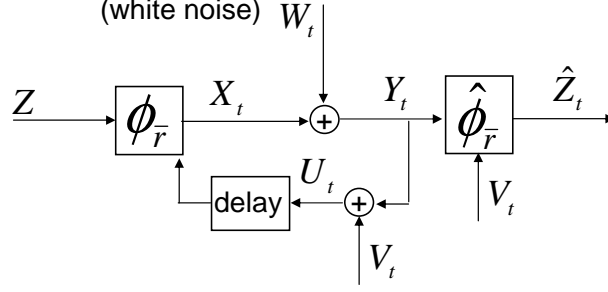 (white noise)
W_t
Z
ϕ_r̄
X_t
+
Y_t
ϕ̂_r̄
Ẑ_t
delay
U_t
+
V_t
V_t